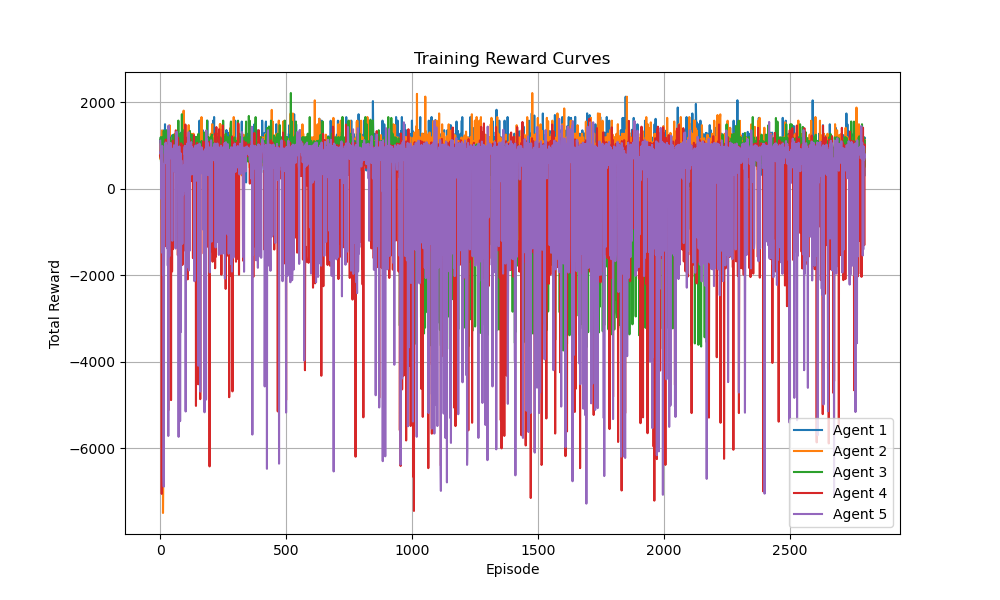 Training Reward Curves
Total Reward
2000
0
−2000
−4000
−6000
0
500
1000
1500
2000
2500
Episode
Agent 1
Agent 2
Agent 3
Agent 4
Agent 5